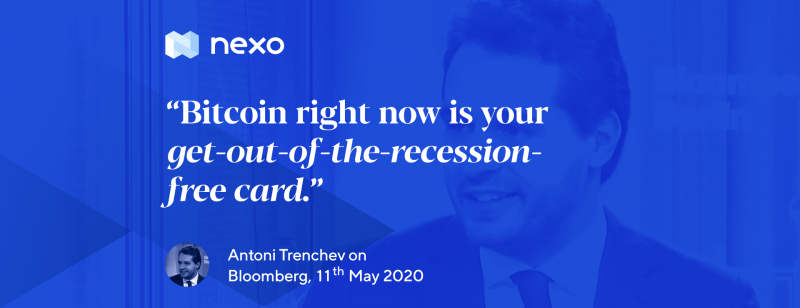 nexo
“Bitcoin right now is your
get-out-of-the-recession-
free card.”
Antoni Trenchev on
Bloomberg, 11th May 2020